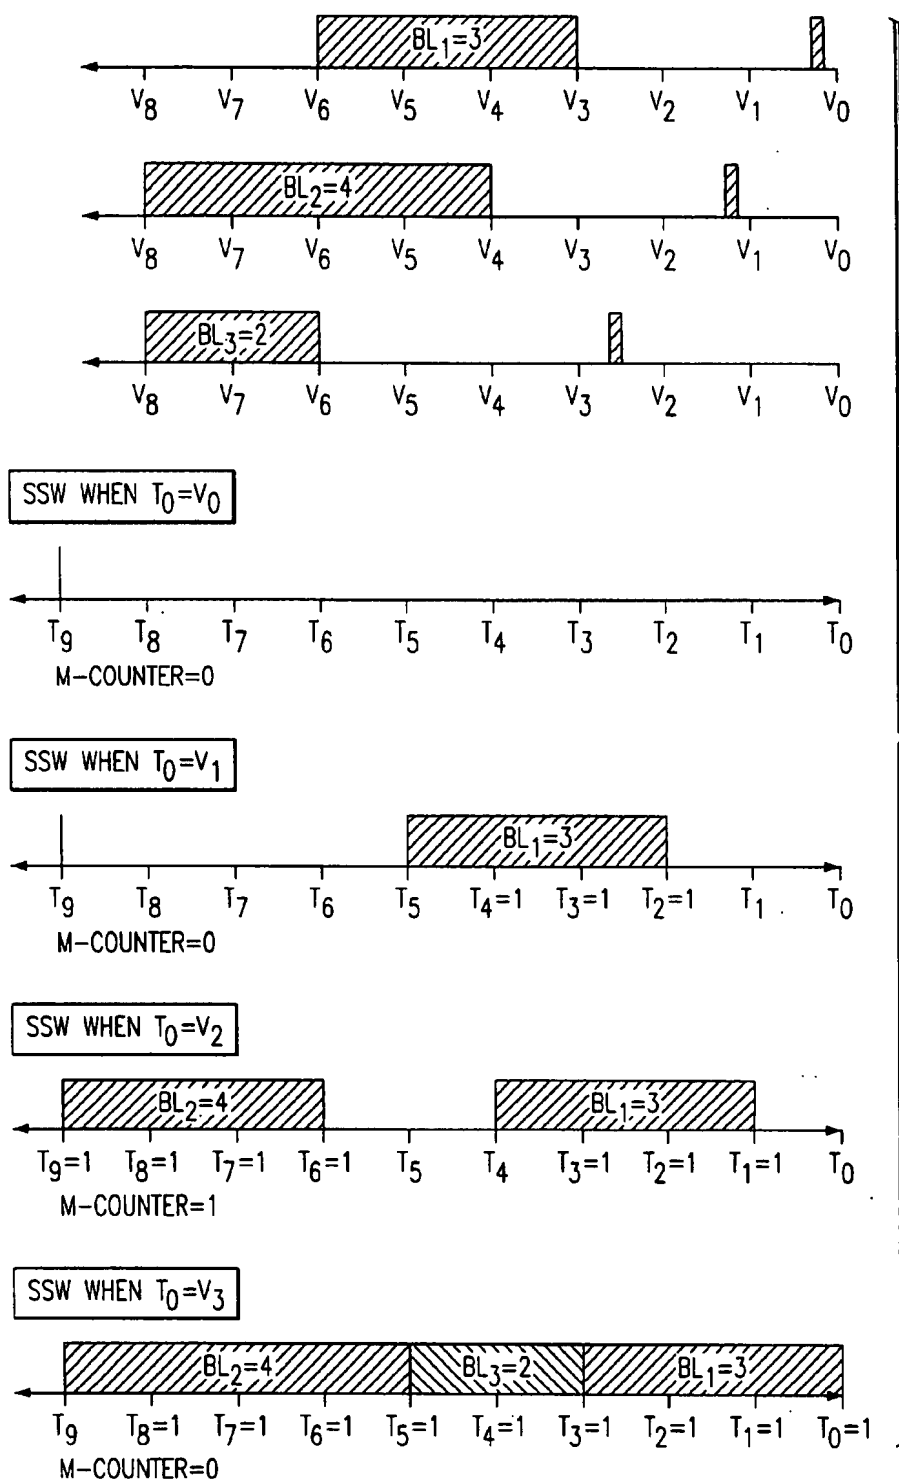 BL1=3
V8 V7 V6 V5 V4 V3 V2 V1 V0
BL2=4
V8 V7 V6 V5 V4 V3 V2 V1 V0
BL3=2
V8 V7 V6 V5 V4 V3 V2 V1 V0
SSW WHEN T0=V0
T9 T8 T7 T6 T5 T4 T3 T2 T1 T0
M-COUNTER=0
SSW WHEN T0=V1
BL1=3
T9 T8 T7 T6 T5 T4=1 T3=1 T2=1 T1 T0
M-COUNTER=0
SSW WHEN T0=V2
BL2=4 BL1=3
T9=1 T8=1 T7=1 T6=1 T5 T4 T3=1 T2=1 T1=1 T0
M-COUNTER=1
SSW WHEN T0=V3
BL2=4 BL3=2 BL1=3
T9 T8=1 T7=1 T6=1 T5=1 T4=1 T3=1 T2=1 T1=1 T0=1
M-COUNTER=0